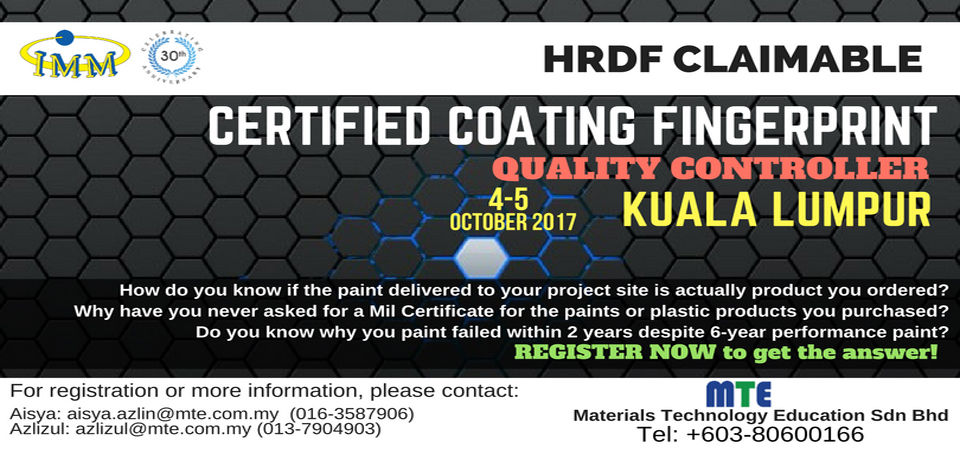 IMM
CELEBRATING
30th
ANNIVERSARY
HRDF CLAIMABLE
CERTIFIED COATING FINGERPRINT
QUALITY CONTROLLER
4-5
OCTOBER 2017
KUALA LUMPUR
How do you know if the paint delivered to your project site is actually product you ordered?
Why have you never asked for a Mil Certificate for the paints or plastic products you purchased?
Do you know why you paint failed within 2 years despite 6-year performance paint?
REGISTER NOW to get the answer!
For registration or more information, please contact:
Aisya: aisya.azlin@mte.com.my (016-3587906)
Azlizul: azlizul@mte.com.my (013-7904903)
MTE
Materials Technology Education Sdn Bhd
Tel: +603-80600166